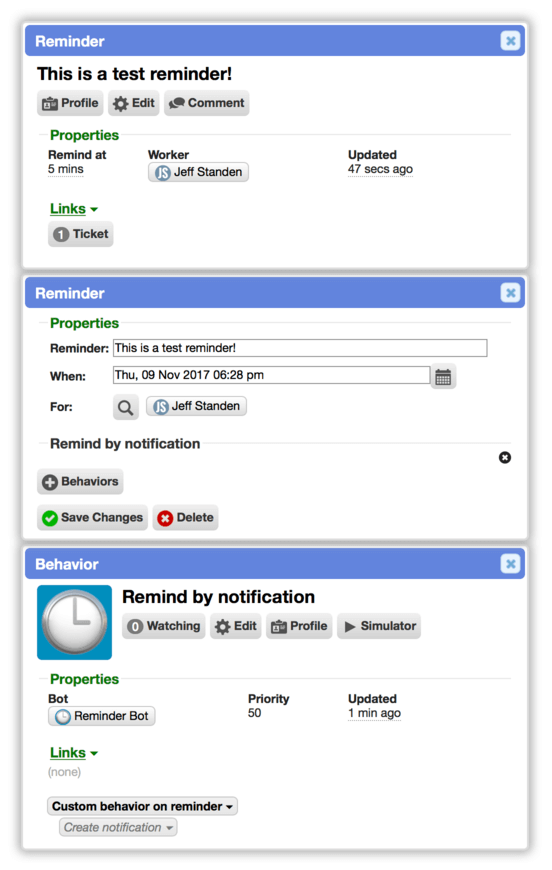 Reminder
This is a test reminder!
Profile Edit Comment
Properties
Remind at Worker Updated
5 mins JS Jeff Standen 47 secs ago
Links
1 Ticket
Reminder
Properties
Reminder: This is a test reminder!
When: Thu, 09 Nov 2017 06:28 pm
For: JS Jeff Standen
Remind by notification
Behaviors
Save Changes Delete
Behavior
Remind by notification
0 Watching Edit Profile Simulator
Properties
Bot Priority Updated
Reminder Bot 50 1 min ago
Links
(none)
Custom behavior on reminder
Create notification